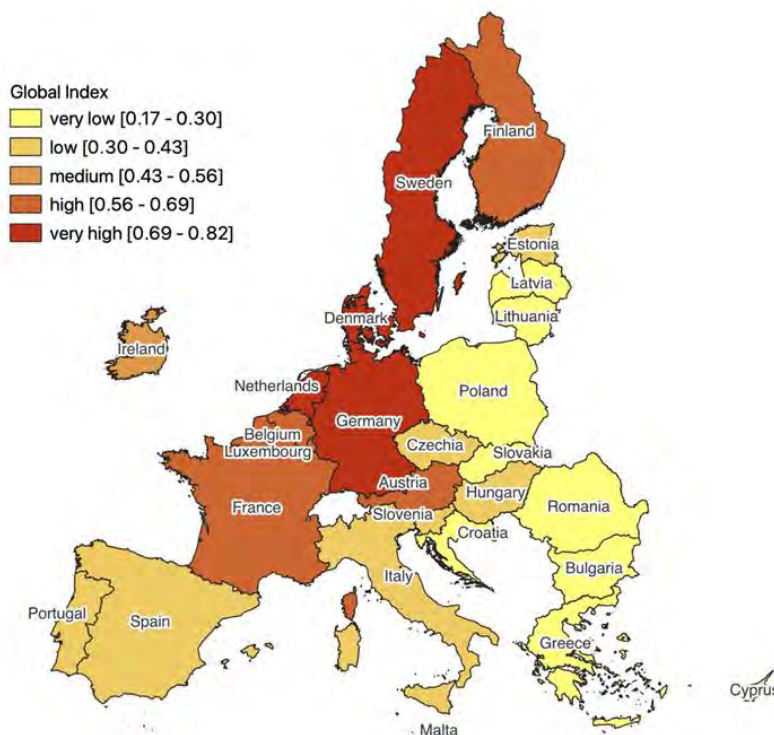 Global Index
very low [0.17 - 0.30]
low [0.30 - 0.43]
medium [0.43 - 0.56]
high [0.56 - 0.69]
very high [0.69 - 0.82]
Finland
Sweden
Estonia
Latvia
Lithuania
Denmark
Ireland
Netherlands
Poland
Germany
Belgium
Luxembourg
Czechia
Slovakia
Austria
Hungary
France
Slovenia
Romania
Croatia
Italy
Bulgaria
Portugal
Spain
Greece
Cyprus
Malta